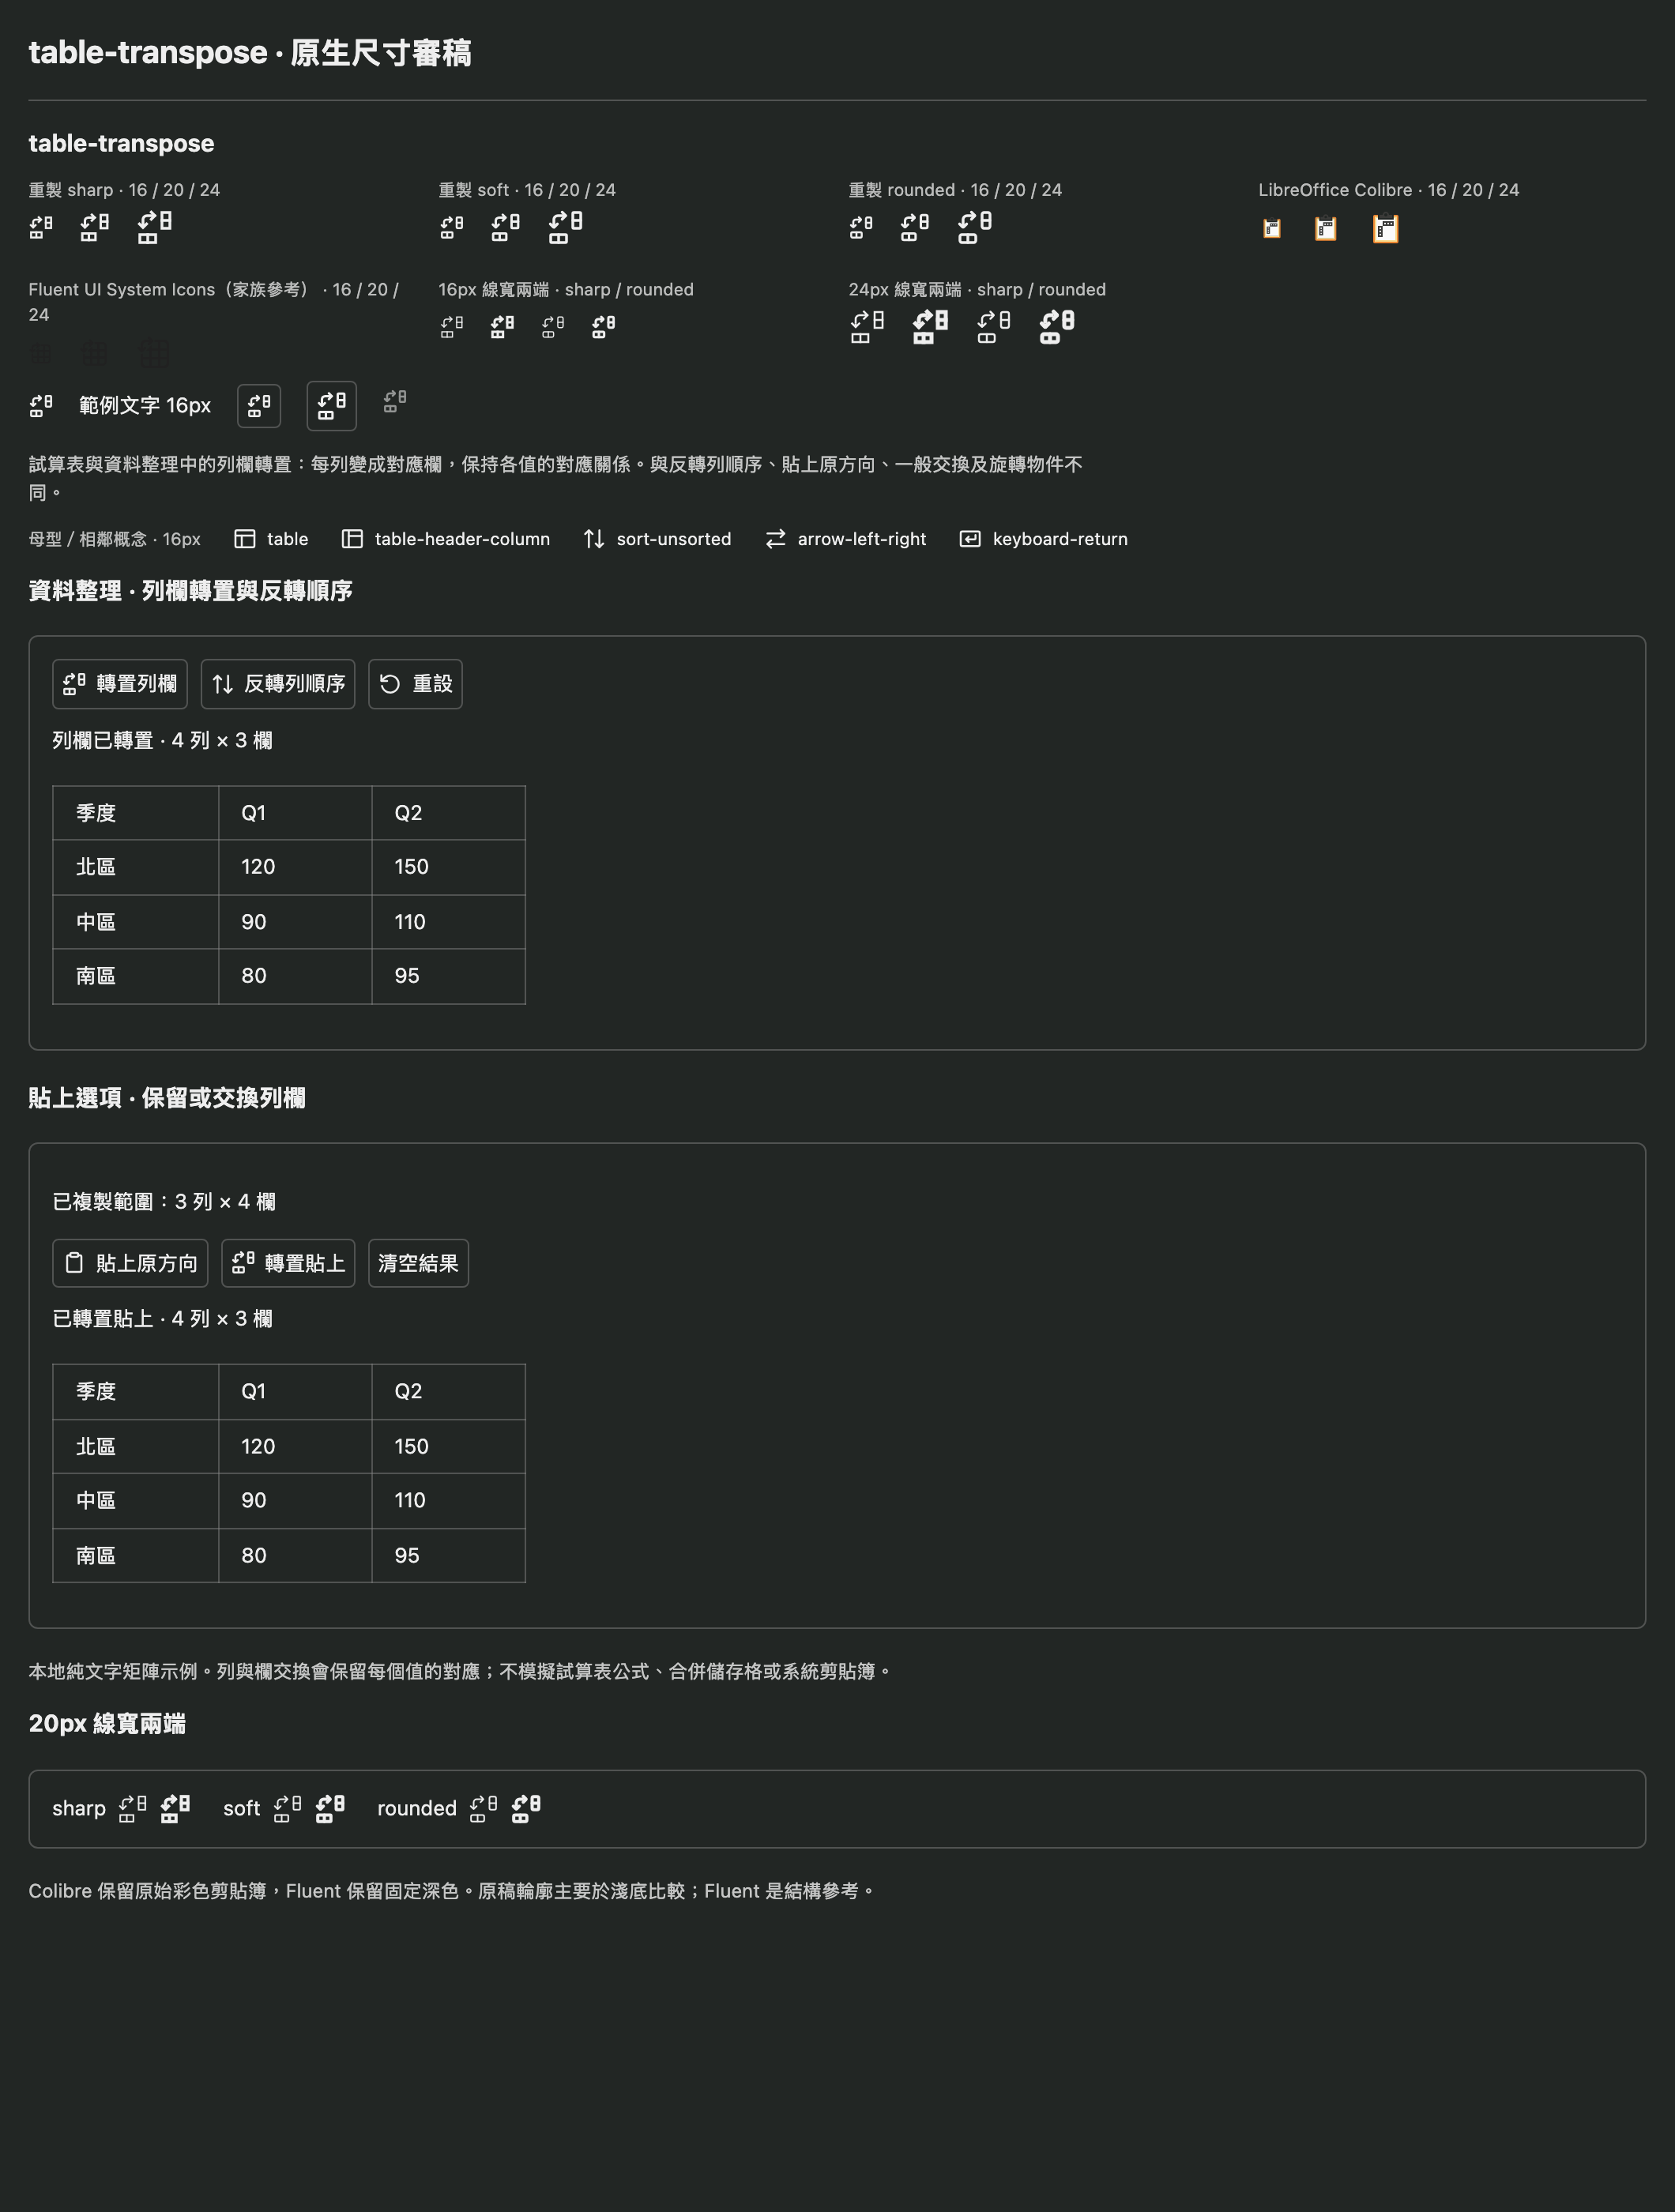 table-transpose · 原生尺寸審稿
table-transpose
重製 sharp · 16 / 20 / 24
重製 soft · 16 / 20 / 24
重製 rounded · 16 / 20 / 24
LibreOffice Colibre · 16 / 20 / 24
Fluent UI System Icons（家族參考） · 16 / 20 /
24
16px 線寬兩端 · sharp / rounded
24px 線寬兩端 · sharp / rounded
範例文字 16px
試算表與資料整理中的列欄轉置：每列變成對應欄，保持各值的對應關係。與反轉列順序、貼上原方向、一般交換及旋轉物件不
同。
母型 / 相鄰概念 · 16px table table-header-column sort-unsorted arrow-left-right keyboard-return
資料整理 · 列欄轉置與反轉順序
轉置列欄 反轉列順序 重設
列欄已轉置 · 4 列 × 3 欄
季度 Q1 Q2
北區 120 150
中區 90 110
南區 80 95
貼上選項 · 保留或交換列欄
已複製範圍：3 列 × 4 欄
貼上原方向 轉置貼上 清空結果
已轉置貼上 · 4 列 × 3 欄
季度 Q1 Q2
北區 120 150
中區 90 110
南區 80 95
本地純文字矩陣示例。列與欄交換會保留每個值的對應；不模擬試算表公式、合併儲存格或系統剪貼簿。
20px 線寬兩端
sharp soft rounded
Colibre 保留原始彩色剪貼簿，Fluent 保留固定深色。原稿輪廓主要於淺底比較；Fluent 是結構參考。